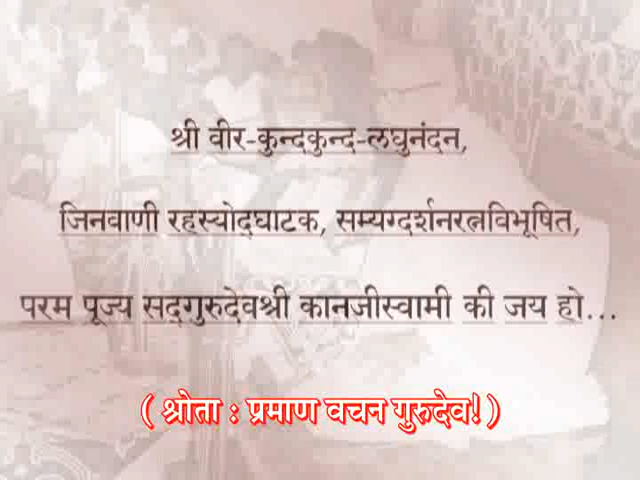 श्री वीर-कुन्दकुन्द-लघुनंदन,
जिनवाणी रहस्योद्घाटक, सम्यग्दर्शनरत्नविभूषित,
परम पूज्य सद्गुरुदेवश्री कानजीस्वामी की जय हो...
( श्रोता : प्रमाण वचन गुरुदेव! )